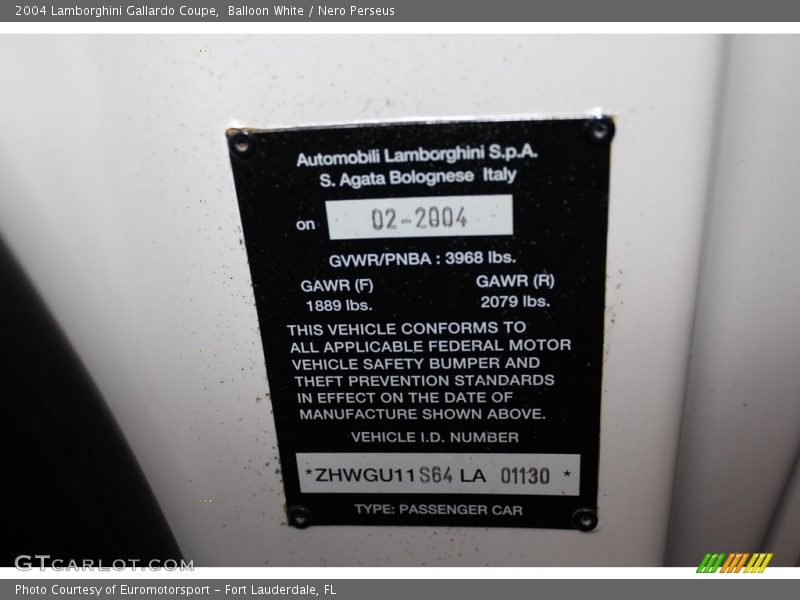 2004 Lamborghini Gallardo Coupe,  Balloon White / Nero Perseus
Automobili Lamborghini S.p.A.
S. Agata Bolognese Italy
on 02-2004
GVWR/PNBA : 3968 lbs.
GAWR (F) GAWR (R)
1889 lbs. 2079 lbs.
THIS VEHICLE CONFORMS TO
ALL APPLICABLE FEDERAL MOTOR
VEHICLE SAFETY BUMPER AND
THEFT PREVENTION STANDARDS
IN EFFECT ON THE DATE OF
MANUFACTURE SHOWN ABOVE.
VEHICLE I.D. NUMBER
*ZHWGU11S64 LA 01130 *
TYPE: PASSENGER CAR
GTCARLOT.COM
Photo Courtesy of Euromotorsport – Fort Lauderdale, FL